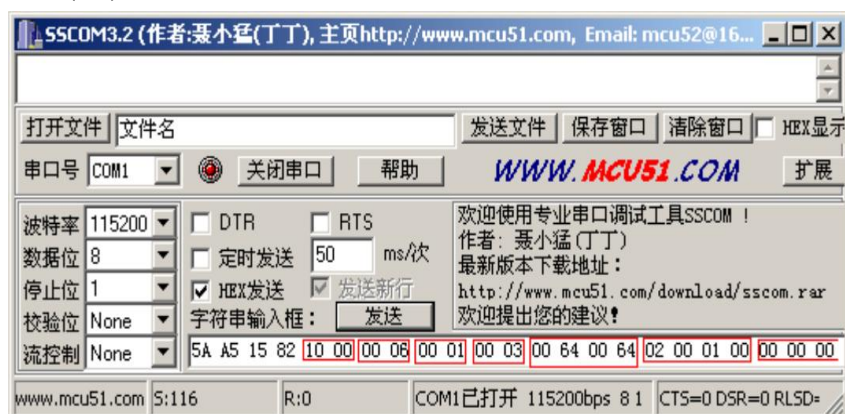 SSCOM3.2 (作者:聂小猛(丁丁), 主页http://www.mcu51.com, Email: mcu52@16...
打开文件 文件名 发送文件 保存窗口 清除窗口 HEX显示
串口号 COM1 关闭串口 帮助 WWW.MCU51.COM 扩展
波特率 115200 DTR RTS
数据位 8 定时发送 50 ms/次
停止位 1 HEX发送 发送新行
校验位 None 字符串输入框: 发送
流控制 None 5A A5 15 82 10 00 00 06 00 01 00 03 00 64 00 64 02 00 01 00 00 00 00
欢迎使用专业串口调试工具SSCOM !
作者: 聂小猛(丁丁)
最新版本下载地址:
http://www.mcu51.com/download/sscom.rar
欢迎提出您的建议!
www.mcu51.com S:116 R:0 COM1已打开 115200bps 8 1 CTS=0 DSR=0 RLSD=